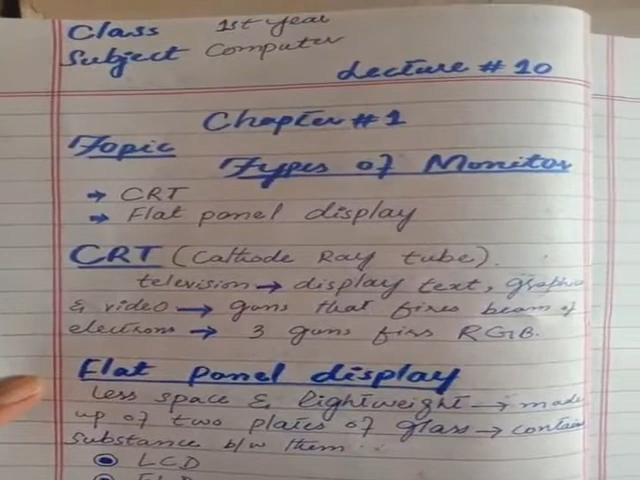 Class 1st year
Subject Computer
Lecture # 10
Chapter # 1
Topic
Types of Monitor
→ CRT
→ Flat panel display
CRT (Cathode Ray tube).
television → display text, graphics
& video → guns that fires beam of
electrons → 3 guns firs RGB.
Flat panel display
Less space & lightweight → made
up of two plates of glass → contain
substance b/w them
LCD